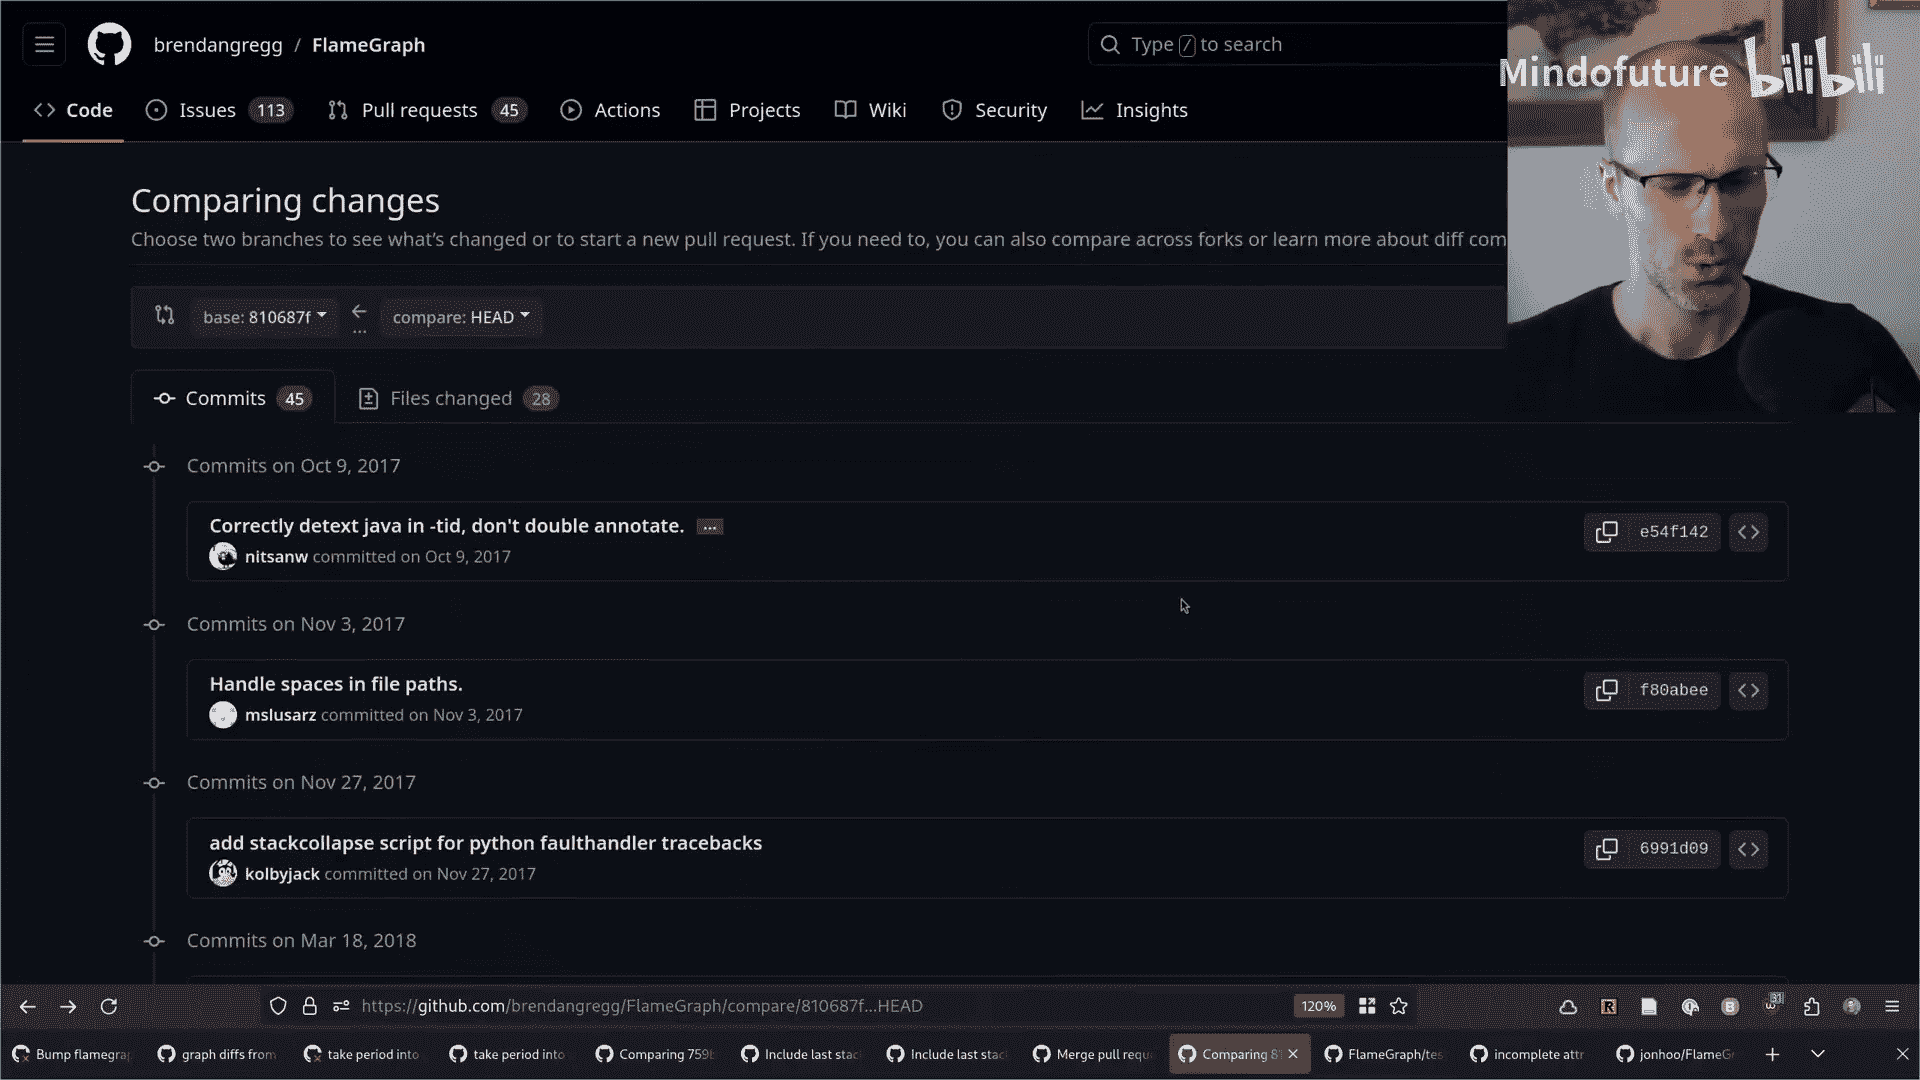 brendangregg / FlameGraph
Type / to search
Mindofuture bilibili
Code
Issues 113
Pull requests 45
Actions
Projects
Wiki
Security
Insights
Comparing changes
Choose two branches to see what's changed or to start a new pull request. If you need to, you can also compare across forks or learn more about diff com
base: 810687f
...
compare: HEAD
Commits 45
Files changed 28
Commits on Oct 9, 2017
Correctly detext java in -tid, don't double annotate. ...
e54f142
nitsanw committed on Oct 9, 2017
Commits on Nov 3, 2017
Handle spaces in file paths.
f80abee
mslusarz committed on Nov 3, 2017
Commits on Nov 27, 2017
add stackcollapse script for python faulthandler tracebacks
6991d09
kolbyjack committed on Nov 27, 2017
Commits on Mar 18, 2018
https://github.com/brendangregg/FlameGraph/compare/810687f...HEAD
120%
31
Bump flamegra
graph diffs from
take period into
take period into
Comparing 759
Include last stac
Include last stac
Merge pull requ
Comparing 8
FlameGraph/tes
incomplete attr
jonhoo/FlameG